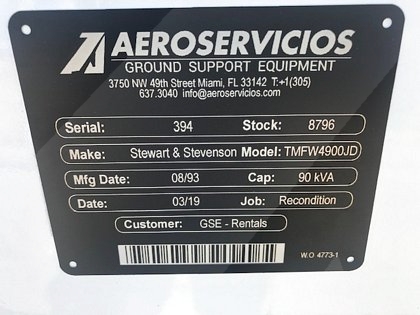 AEROSERVICIOS
GROUND SUPPORT EQUIPMENT
3750 NW 49th Street Miami, FL 33142 T:+1(305)
637.3040 info@aeroservicios.com
Serial: 394 Stock: 8796
Make: Stewart & Stevenson Model: TMFW4900JD
Mfg Date: 08/93 Cap: 90 kVA
Date: 03/19 Job: Recondition
Customer: GSE - Rentals
W.O 4773-1